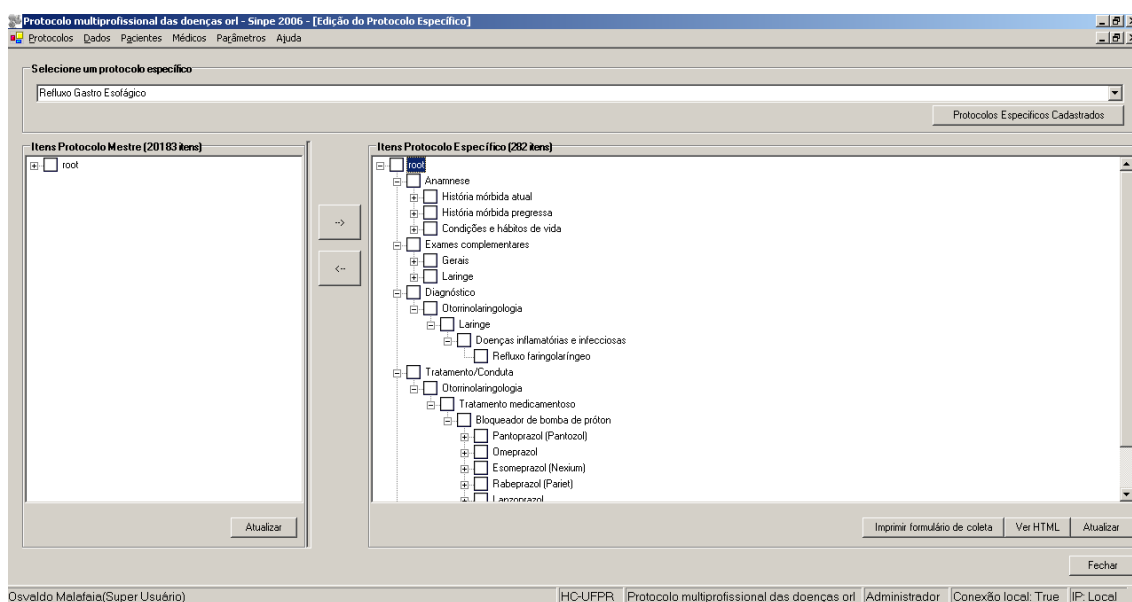 Protocolo multiprofissional das doenças orl - Sinpe 2006 - [Edição do Protocolo Específico]
Protocolos Dados Pacientes Médicos Parâmetros Ajuda
Selecione um protocolo específico
Refluxo Gastro Esofágico
Protocolos Especificos Cadastrados
Itens Protocolo Mestre (20183 itens)
root
Atualizar
-->
<--
Itens Protocolo Específico (282 itens)
root
Anamnese
História mórbida atual
História mórbida pregressa
Condições e hábitos de vida
Exames complementares
Gerais
Laringe
Diagnóstico
Otorrinolaringologia
Laringe
Doenças inflamatórias e infecciosas
Refluxo faringolaríngeo
Tratamento/Conduta
Otorrinolaringologia
Tratamento medicamentoso
Bloqueador de bomba de próton
Pantoprazol (Pantozol)
Omeprazol
Esomeprazol (Nexium)
Rabeprazol (Pariet)
Lanzoprazol
Imprimir formulário de coleta Ver HTML Atualizar
Fechar
Osvaldo Malafaia(Super Usuário) HC-UFPR Protocolo multiprofissional das doenças orl Administrador Conexão local: True IP: Local